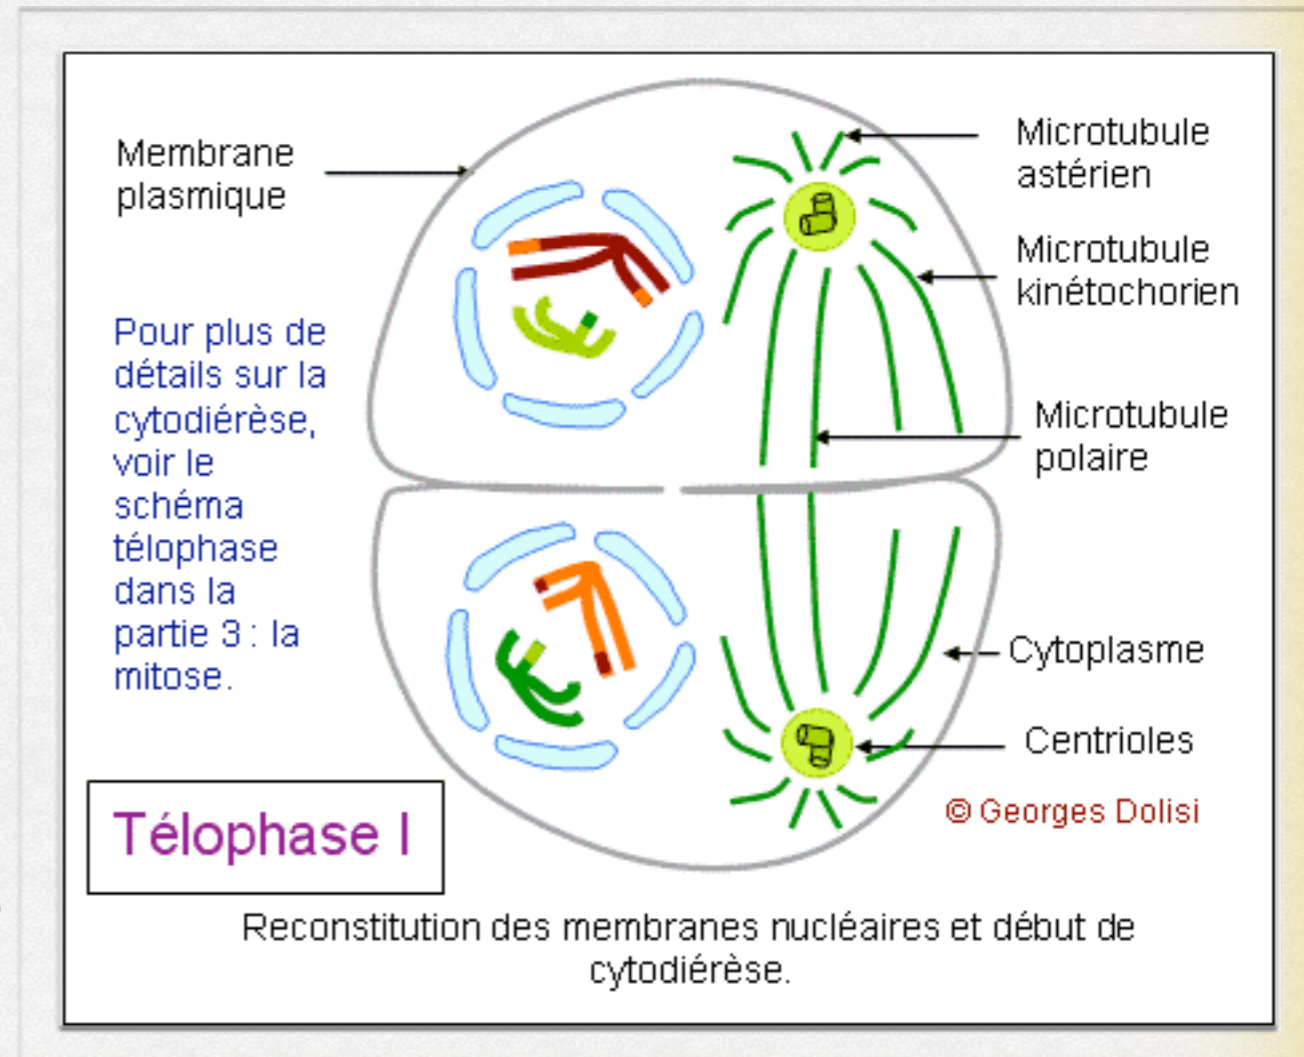 Membrane
plasmique
Microtubule
astérien
Microtubule
kinétochorien
Pour plus de
détails sur la
cytodiérèse,
voir le
schéma
télophase
dans la
partie 3 : la
mitose.
Microtubule
polaire
Cytoplasme
Centrioles
© Georges Dolisi
Télophase I
Reconstitution des membranes nucléaires et début de
cytodiérèse.